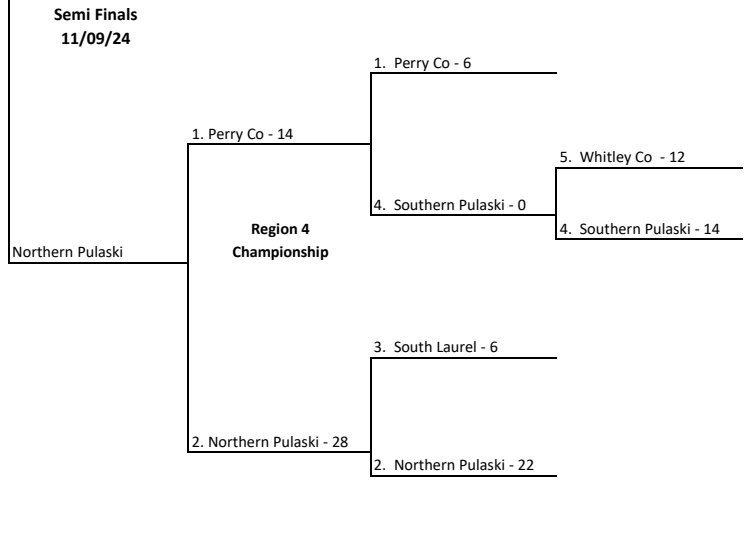 Semi Finals
11/09/24
1.  Perry Co - 6
1. Perry Co - 14
5.  Whitley Co  - 12
4.  Southern Pulaski - 0
Region 4
Championship
4.  Southern Pulaski - 14
Northern Pulaski
3.  South Laurel - 6
2. Northern Pulaski - 28
2.  Northern Pulaski - 22